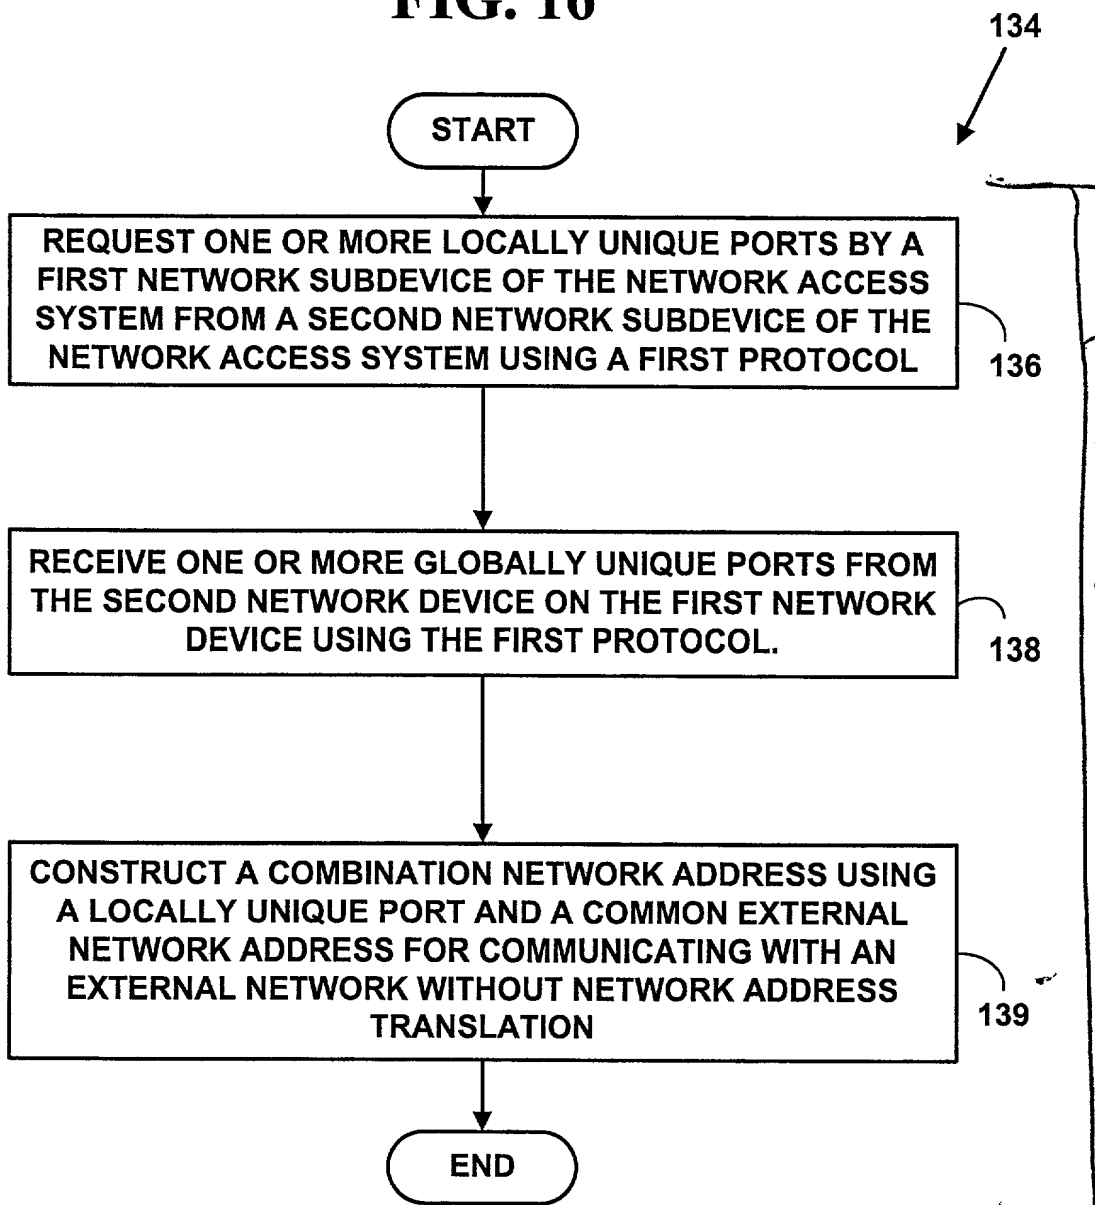 FIG. 10
134
START
REQUEST ONE OR MORE LOCALLY UNIQUE PORTS BY A
FIRST NETWORK SUBDEVICE OF THE NETWORK ACCESS
SYSTEM FROM A SECOND NETWORK SUBDEVICE OF THE
NETWORK ACCESS SYSTEM USING A FIRST PROTOCOL
136
RECEIVE ONE OR MORE GLOBALLY UNIQUE PORTS FROM
THE SECOND NETWORK DEVICE ON THE FIRST NETWORK
DEVICE USING THE FIRST PROTOCOL.
138
CONSTRUCT A COMBINATION NETWORK ADDRESS USING
A LOCALLY UNIQUE PORT AND A COMMON EXTERNAL
NETWORK ADDRESS FOR COMMUNICATING WITH AN
EXTERNAL NETWORK WITHOUT NETWORK ADDRESS
TRANSLATION
139
END